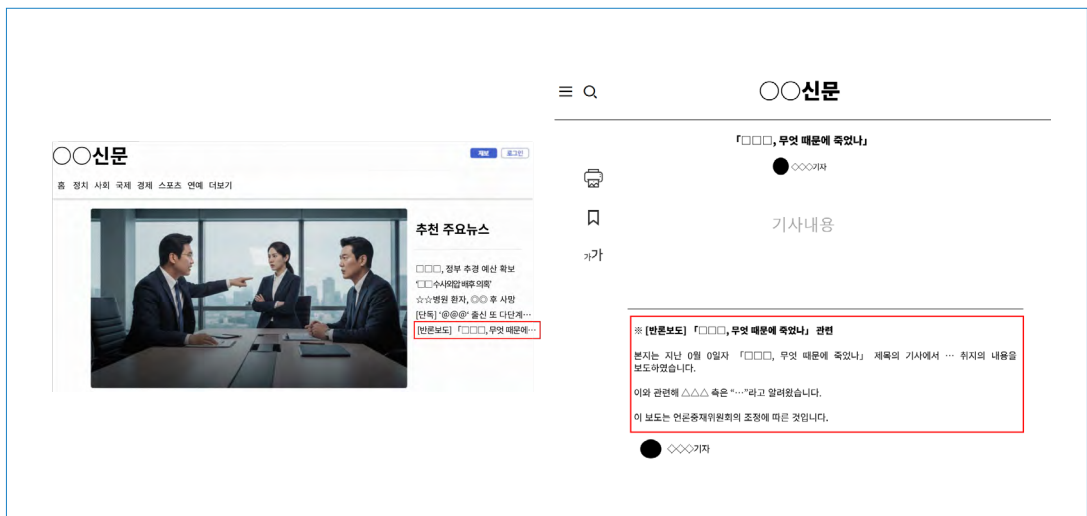 ○○신문
제보 로그인
홈 정치 사회 국제 경제 스포츠 연예 더보기
추천 주요뉴스
□□□, 정부 추경 예산 확보
'□□수사외압 배후 의혹'
☆☆병원 환자, ◎◎ 후 사망
[단독] '@@@' 출신 또 다단계…
[반론보도] 「□□□, 무엇 때문에…
○○신문
「□□□, 무엇 때문에 죽었나」
◇◇◇기자
기사내용
가가
※ [반론보도] 「□□□, 무엇 때문에 죽었나」 관련
본지는 지난 0월 0일자 「□□□, 무엇 때문에 죽었나」 제목의 기사에서 … 취지의 내용을
보도하였습니다.
이와 관련해 △△△ 측은 "…"라고 알려왔습니다.
이 보도는 언론중재위원회의 조정에 따른 것입니다.
◇◇◇기자